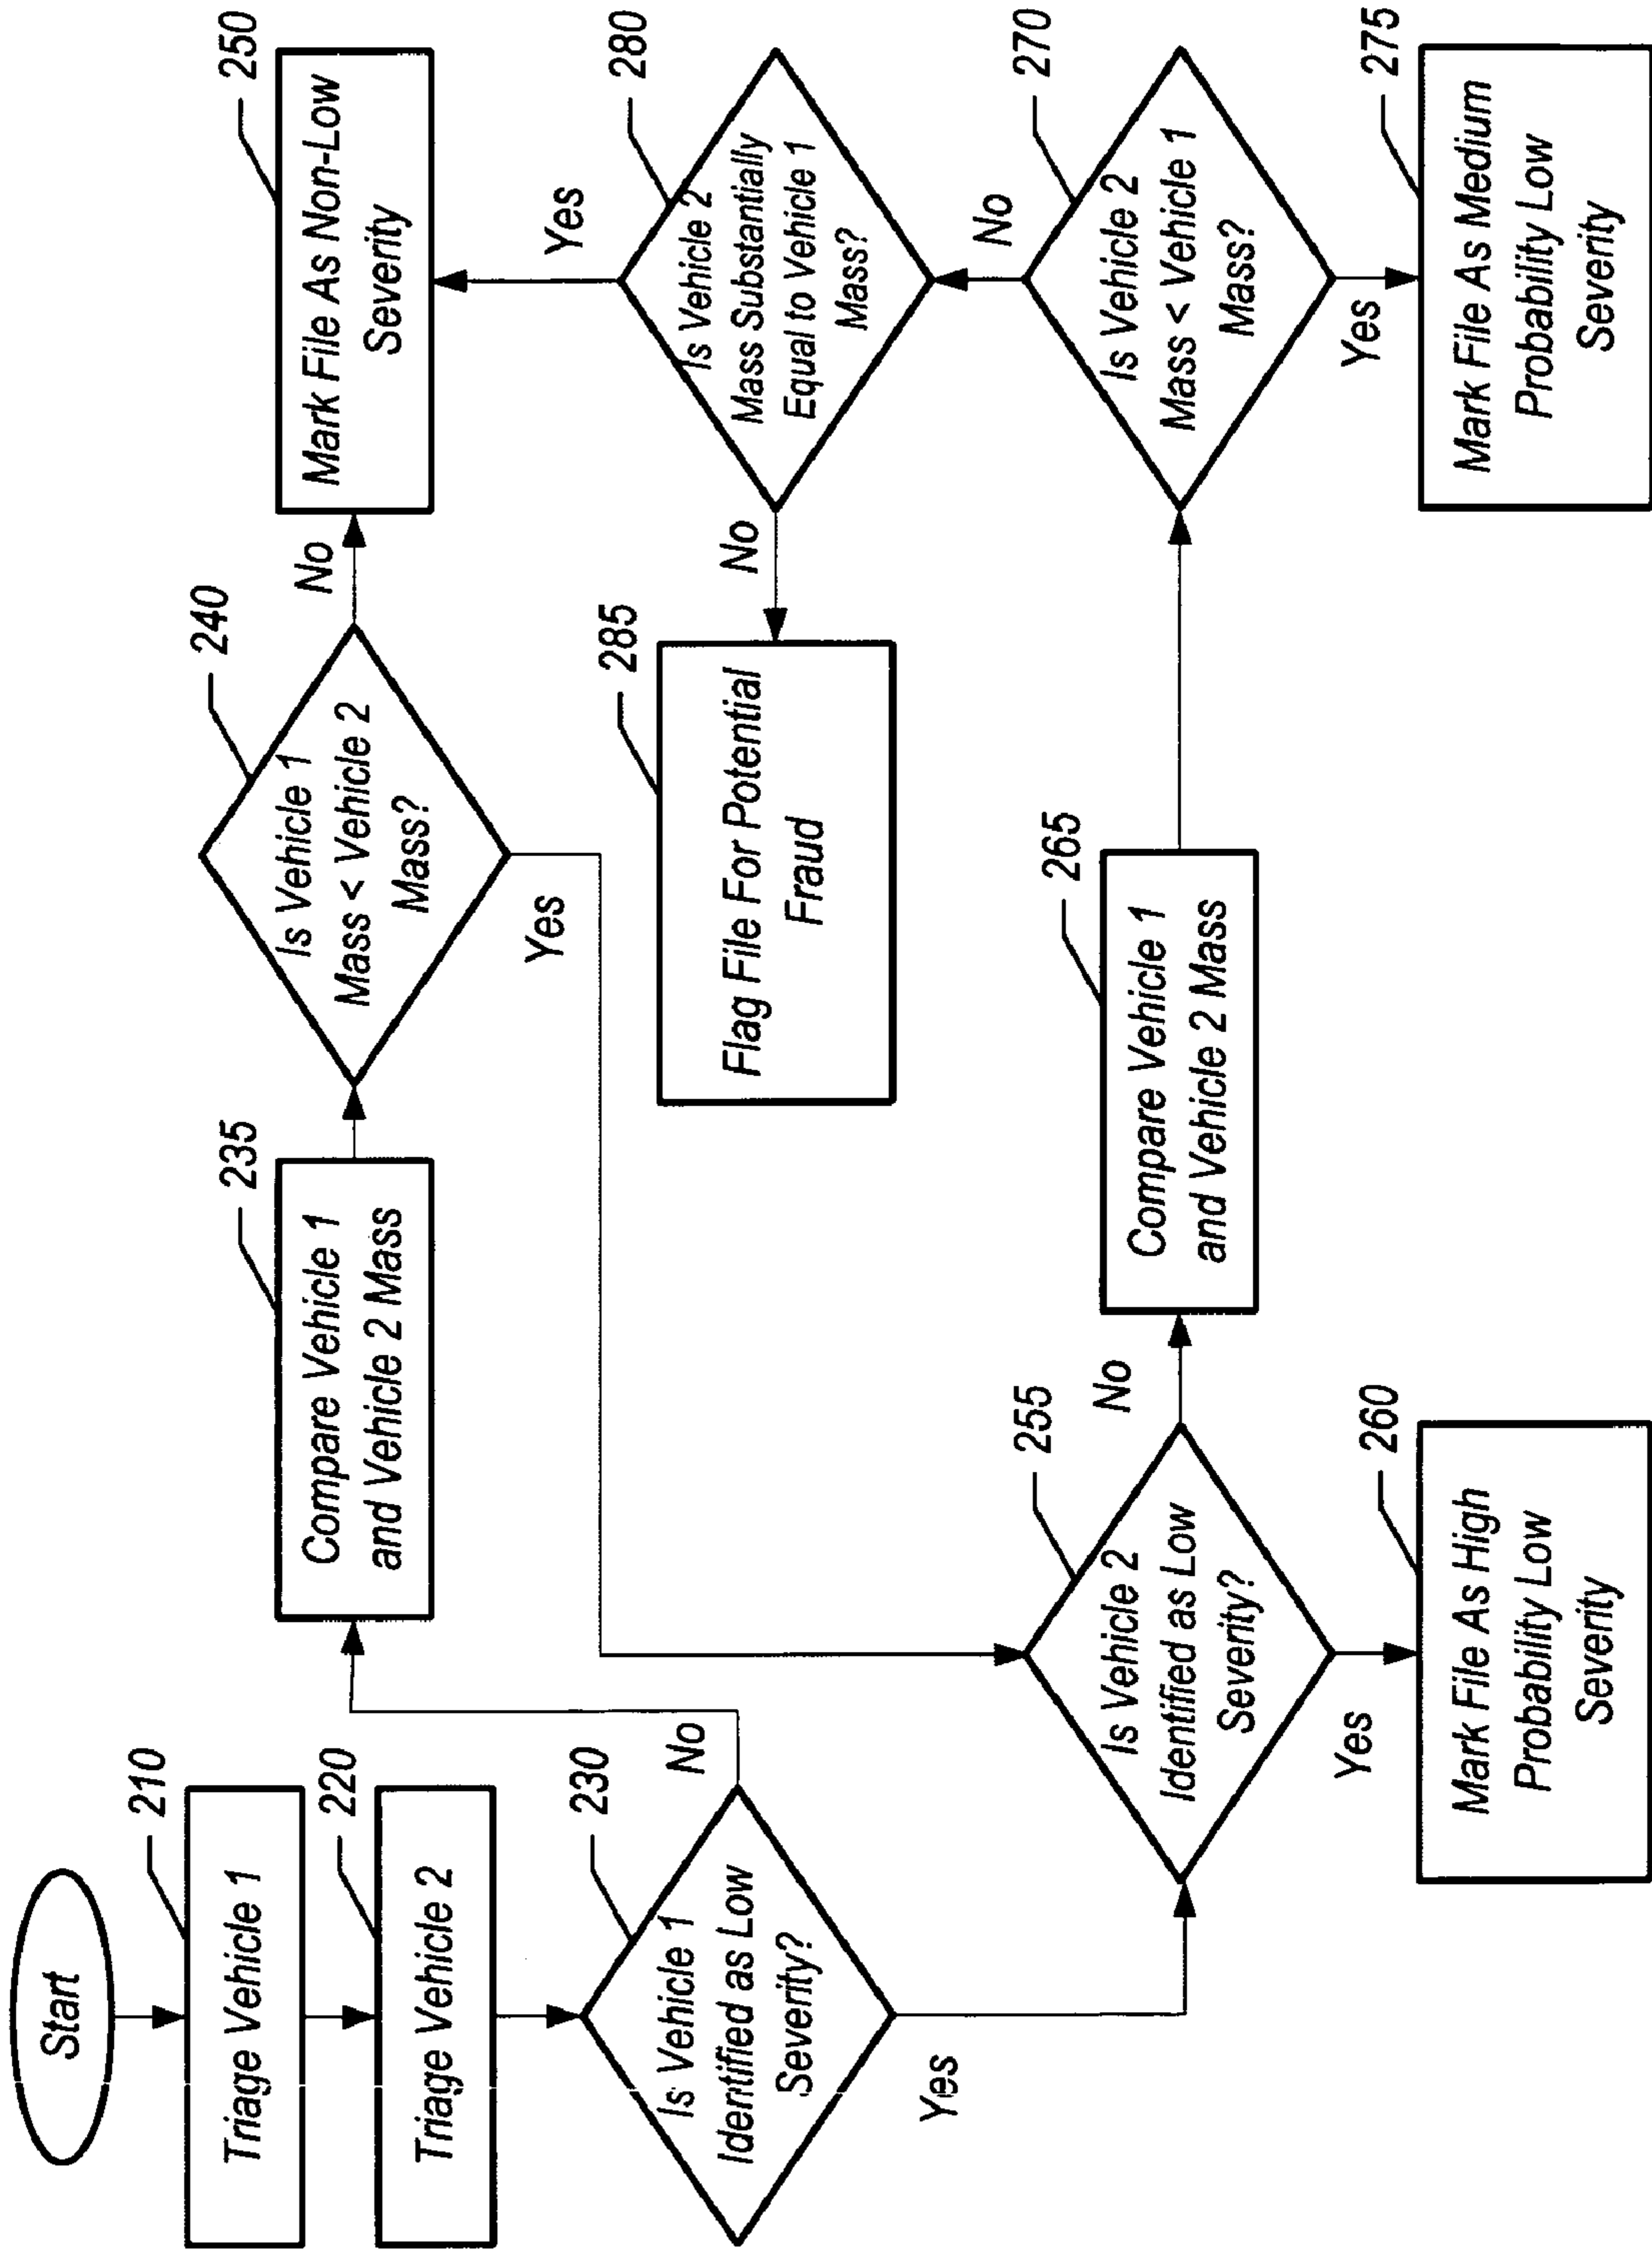 Start
210
Triage Vehicle 1
220
Triage Vehicle 2
230
Is Vehicle 1
Identified as Low
Severity?
No
Yes
235
Compare Vehicle 1
and Vehicle 2 Mass
240
Is Vehicle 1
Mass < Vehicle 2
Mass?
No
Yes
250
Mark File As Non-Low
Severity
255
Is Vehicle 2
Identified as Low
Severity?
No
Yes
260
Mark File As High
Probability Low
Severity
265
Compare Vehicle 1
and Vehicle 2 Mass
270
Is Vehicle 2
Mass < Vehicle 1
Mass?
No
Yes
275
Mark File As Medium
Probability Low
Severity
280
Is Vehicle 2
Mass Substantially
Equal to Vehicle 1
Mass?
Yes
No
285
Flag File For Potential
Fraud